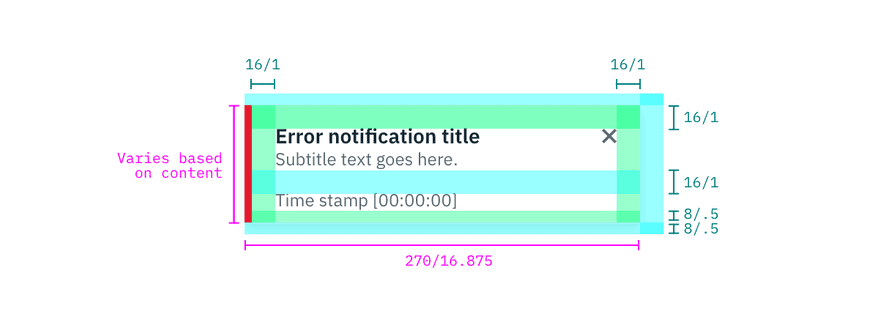 16/1
16/1
16/1
Error notification title
Varies based
on content
Subtitle text goes here.
16/1
Time stamp [00:00:00]
8/.5
8/.5
270/16.875